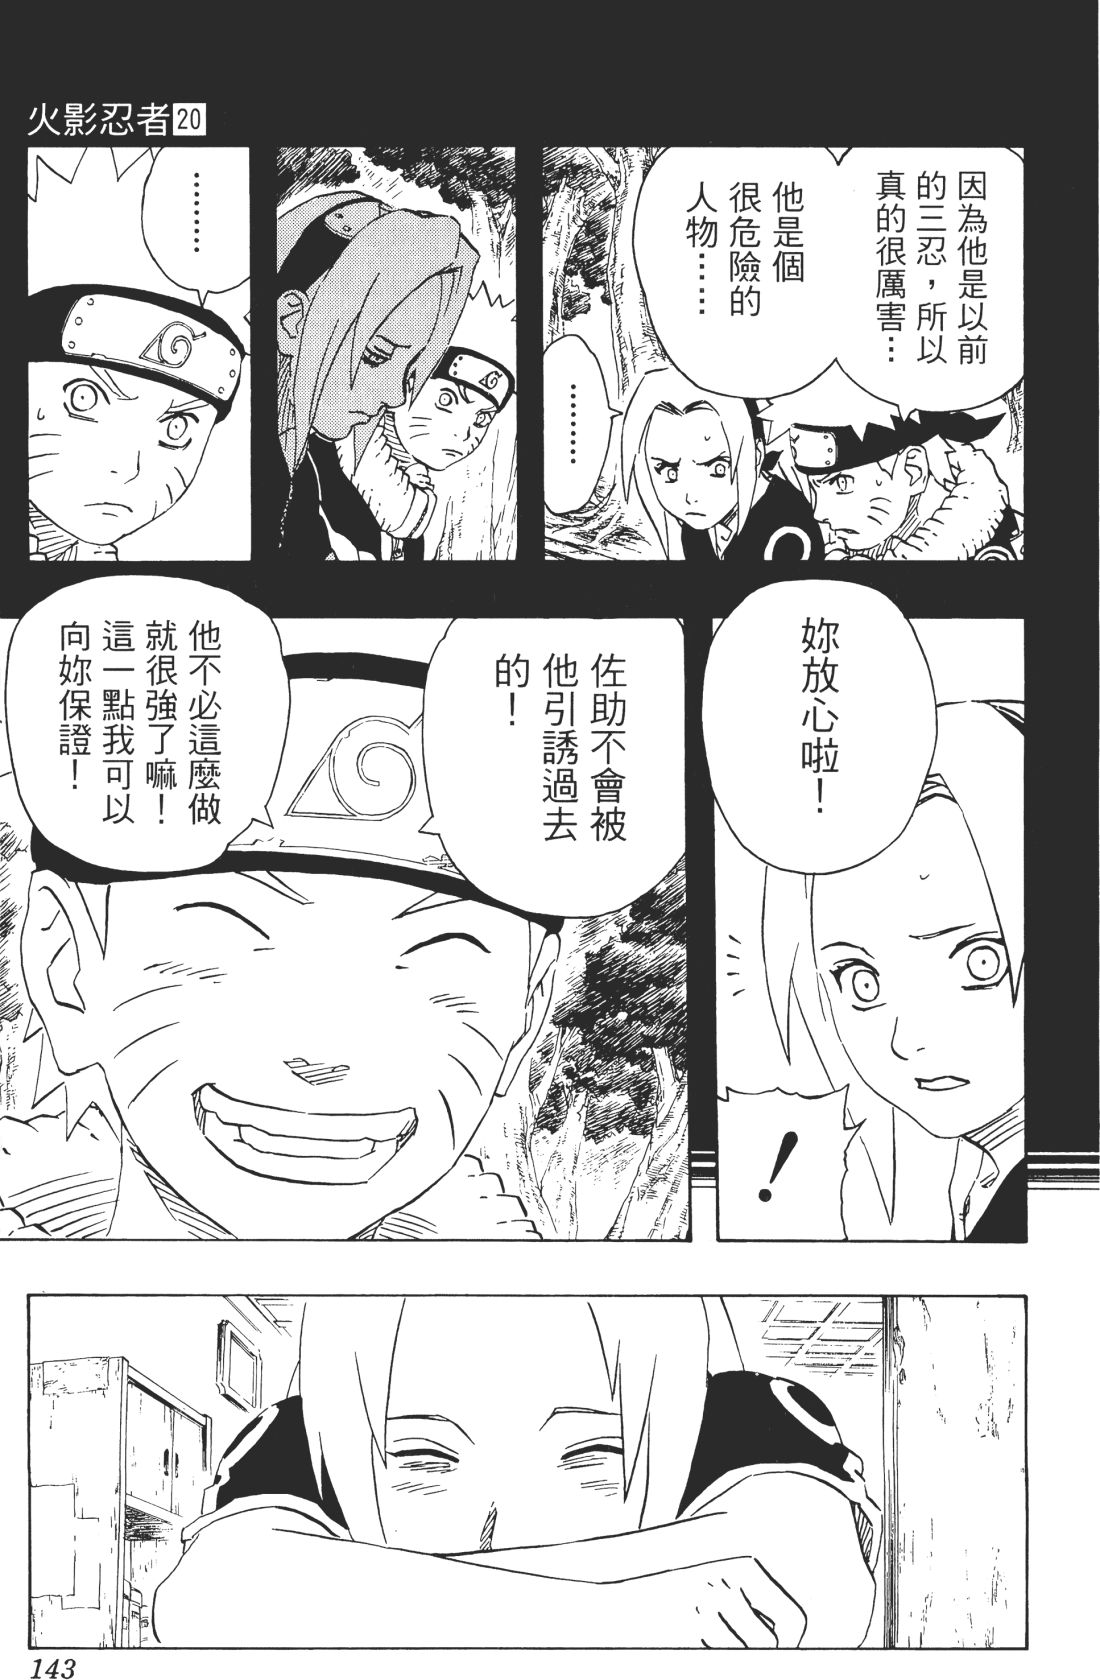 火影忍者20
因為他是以前
的三忍，所以
真的很厲害…
他是個
很危險的
人物……
………
………
妳放心啦！
！
佐助不會被
他引誘過去
的！
他不必這麼做
就很強了嘛！
這一點我可以
向妳保證！
143